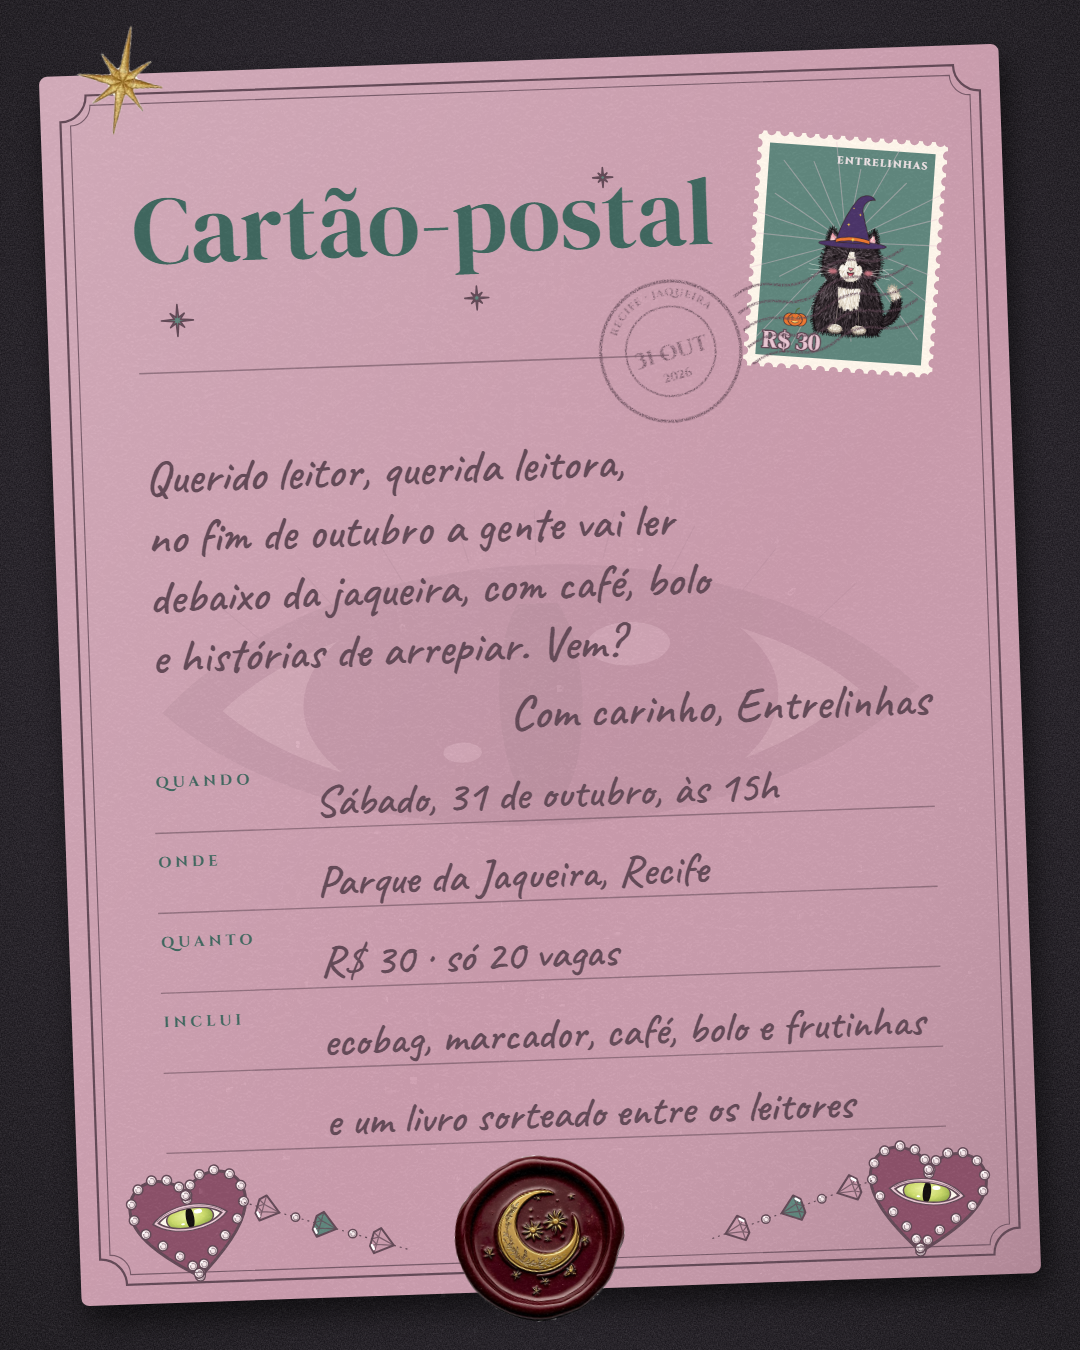 ENTRELINHAS
Cartão-postal
RECIFE · JAQUEIRA
31 OUT
2026
R$ 30
Querido leitor, querida leitora,
no fim de outubro a gente vai ler
debaixo da jaqueira, com café, bolo
e histórias de arrepiar. Vem?
Com carinho, Entrelinhas
QUANDO Sábado, 31 de outubro, às 15h
ONDE Parque da Jaqueira, Recife
QUANTO R$ 30 · só 20 vagas
INCLUI ecobag, marcador, café, bolo e frutinhas
e um livro sorteado entre os leitores